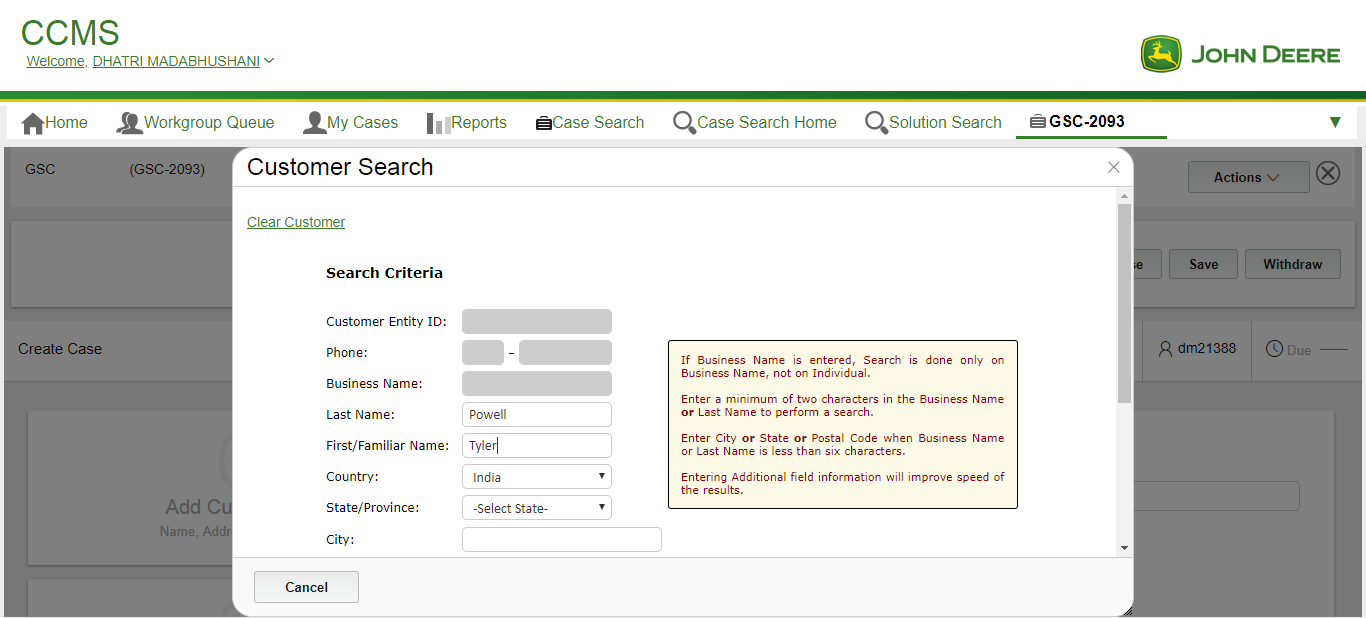 CCMS
Welcome, DHATRI MADABHUSHANI
JOHN DEERE
Home Workgroup Queue My Cases Reports Case Search Case Search Home Solution Search GSC-2093
GSC (GSC-2093)
Customer Search
Actions
Clear Customer
Save Withdraw
Search Criteria
Customer Entity ID:
Phone: -
Business Name:
Last Name: Powell
First/Familiar Name: Tyler
Country: India
State/Province: -Select State-
City:
If Business Name is entered, Search is done only on
Business Name, not on Individual.
Enter a minimum of two characters in the Business Name
or Last Name to perform a search.
Enter City or State or Postal Code when Business Name
or Last Name is less than six characters.
Entering Additional field information will improve speed of
the results.
Create Case
dm21388 Due
Add
Name,
Cancel